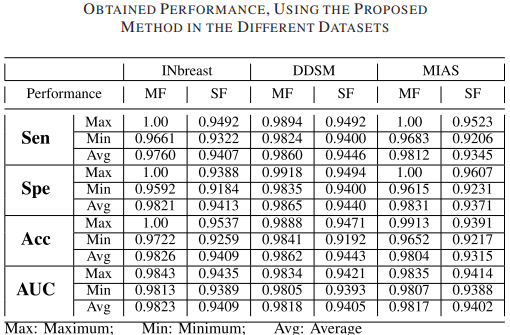 OBTAINED PERFORMANCE, USING THE PROPOSED
METHOD IN THE DIFFERENT DATASETS
INbreast DDSM MIAS
Performance MF SF MF SF MF SF
Sen
Max 1.00 0.9492 0.9894 0.9492 1.00 0.9523
Min 0.9661 0.9322 0.9824 0.9400 0.9683 0.9206
Avg 0.9760 0.9407 0.9860 0.9446 0.9812 0.9345
Spe
Max 1.00 0.9388 0.9918 0.9494 1.00 0.9607
Min 0.9592 0.9184 0.9835 0.9400 0.9615 0.9231
Avg 0.9821 0.9413 0.9865 0.9440 0.9831 0.9371
Acc
Max 1.00 0.9537 0.9888 0.9471 0.9913 0.9391
Min 0.9722 0.9259 0.9841 0.9192 0.9652 0.9217
Avg 0.9826 0.9409 0.9862 0.9443 0.9804 0.9315
AUC
Max 0.9843 0.9435 0.9834 0.9421 0.9835 0.9414
Min 0.9813 0.9389 0.9805 0.9393 0.9807 0.9388
Avg 0.9823 0.9409 0.9818 0.9405 0.9817 0.9402
Max: Maximum; Min: Minimum; Avg: Average